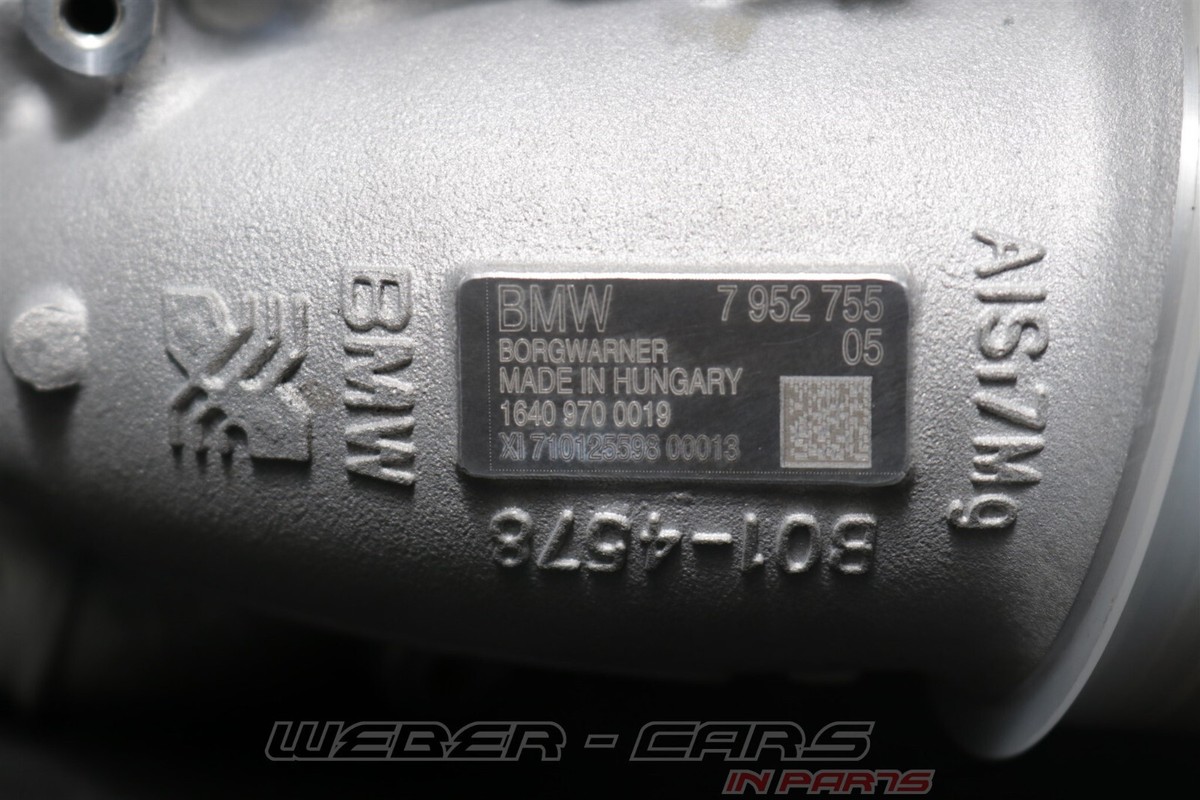 BMW 7 952 755
BORGWARNER 05
MADE IN HUNGARY
1640 970 0019
XI 710125596 00013
BMW
AlSi7Mg
B01-4578
WEBER - CARS
IN PARTS